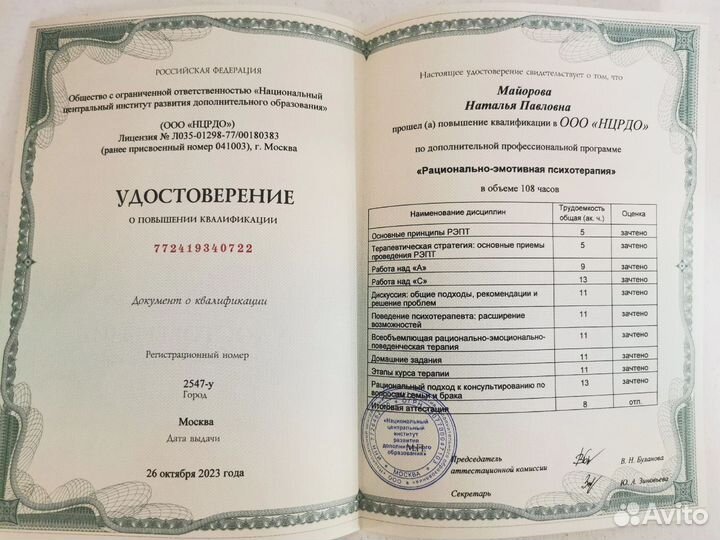 РОССИЙСКАЯ ФЕДЕРАЦИЯ
Общество с ограниченной ответственностью «Национальный
центральный институт развития дополнительного образования»
(ООО «НЦРДО»)
Лицензия № Л035-01298-77/00180383
(ранее присвоенный номер 041003), г. Москва
УДОСТОВЕРЕНИЕ
О ПОВЫШЕНИИ КВАЛИФИКАЦИИ
772419340722
Документ о квалификации
Регистрационный номер
2547-у
Город
Москва
Дата выдачи
26 октября 2023 года
Настоящее удостоверение свидетельствует о том, что
Майорова
Наталья Павловна
прошел (а) повышение квалификации в ООО «НЦРДО»
по дополнительной профессиональной программе
«Рационально-эмотивная психотерапия»
в объеме 108 часов
Наименование дисциплин Трудоемкость общая (ак. ч.) Оценка
Основные принципы РЭПТ 5 зачтено
Терапевтическая стратегия: основные приемы проведения РЭПТ 5 зачтено
Работа над «А» 9 зачтено
Работа над «С» 13 зачтено
Дискуссия: общие подходы, рекомендации и решение проблем 11 зачтено
Поведение психотерапевта: расширение возможностей 11 зачтено
Всеобъемлющая рационально-эмоционально-поведенческая терапия 11 зачтено
Домашние задания 11 зачтено
Этапы курса терапии 11 зачтено
Рациональный подход к консультированию по вопросам семьи и брака 13 зачтено
Итоговая аттестация 8 отл.
«Национальный
центральный
институт
развития
дополнительного
образования»
М.П.
МОСКВА
Председатель
аттестационной комиссии
В. Н. Буланова
Секретарь
Ю. А. Зиновьева
Avito